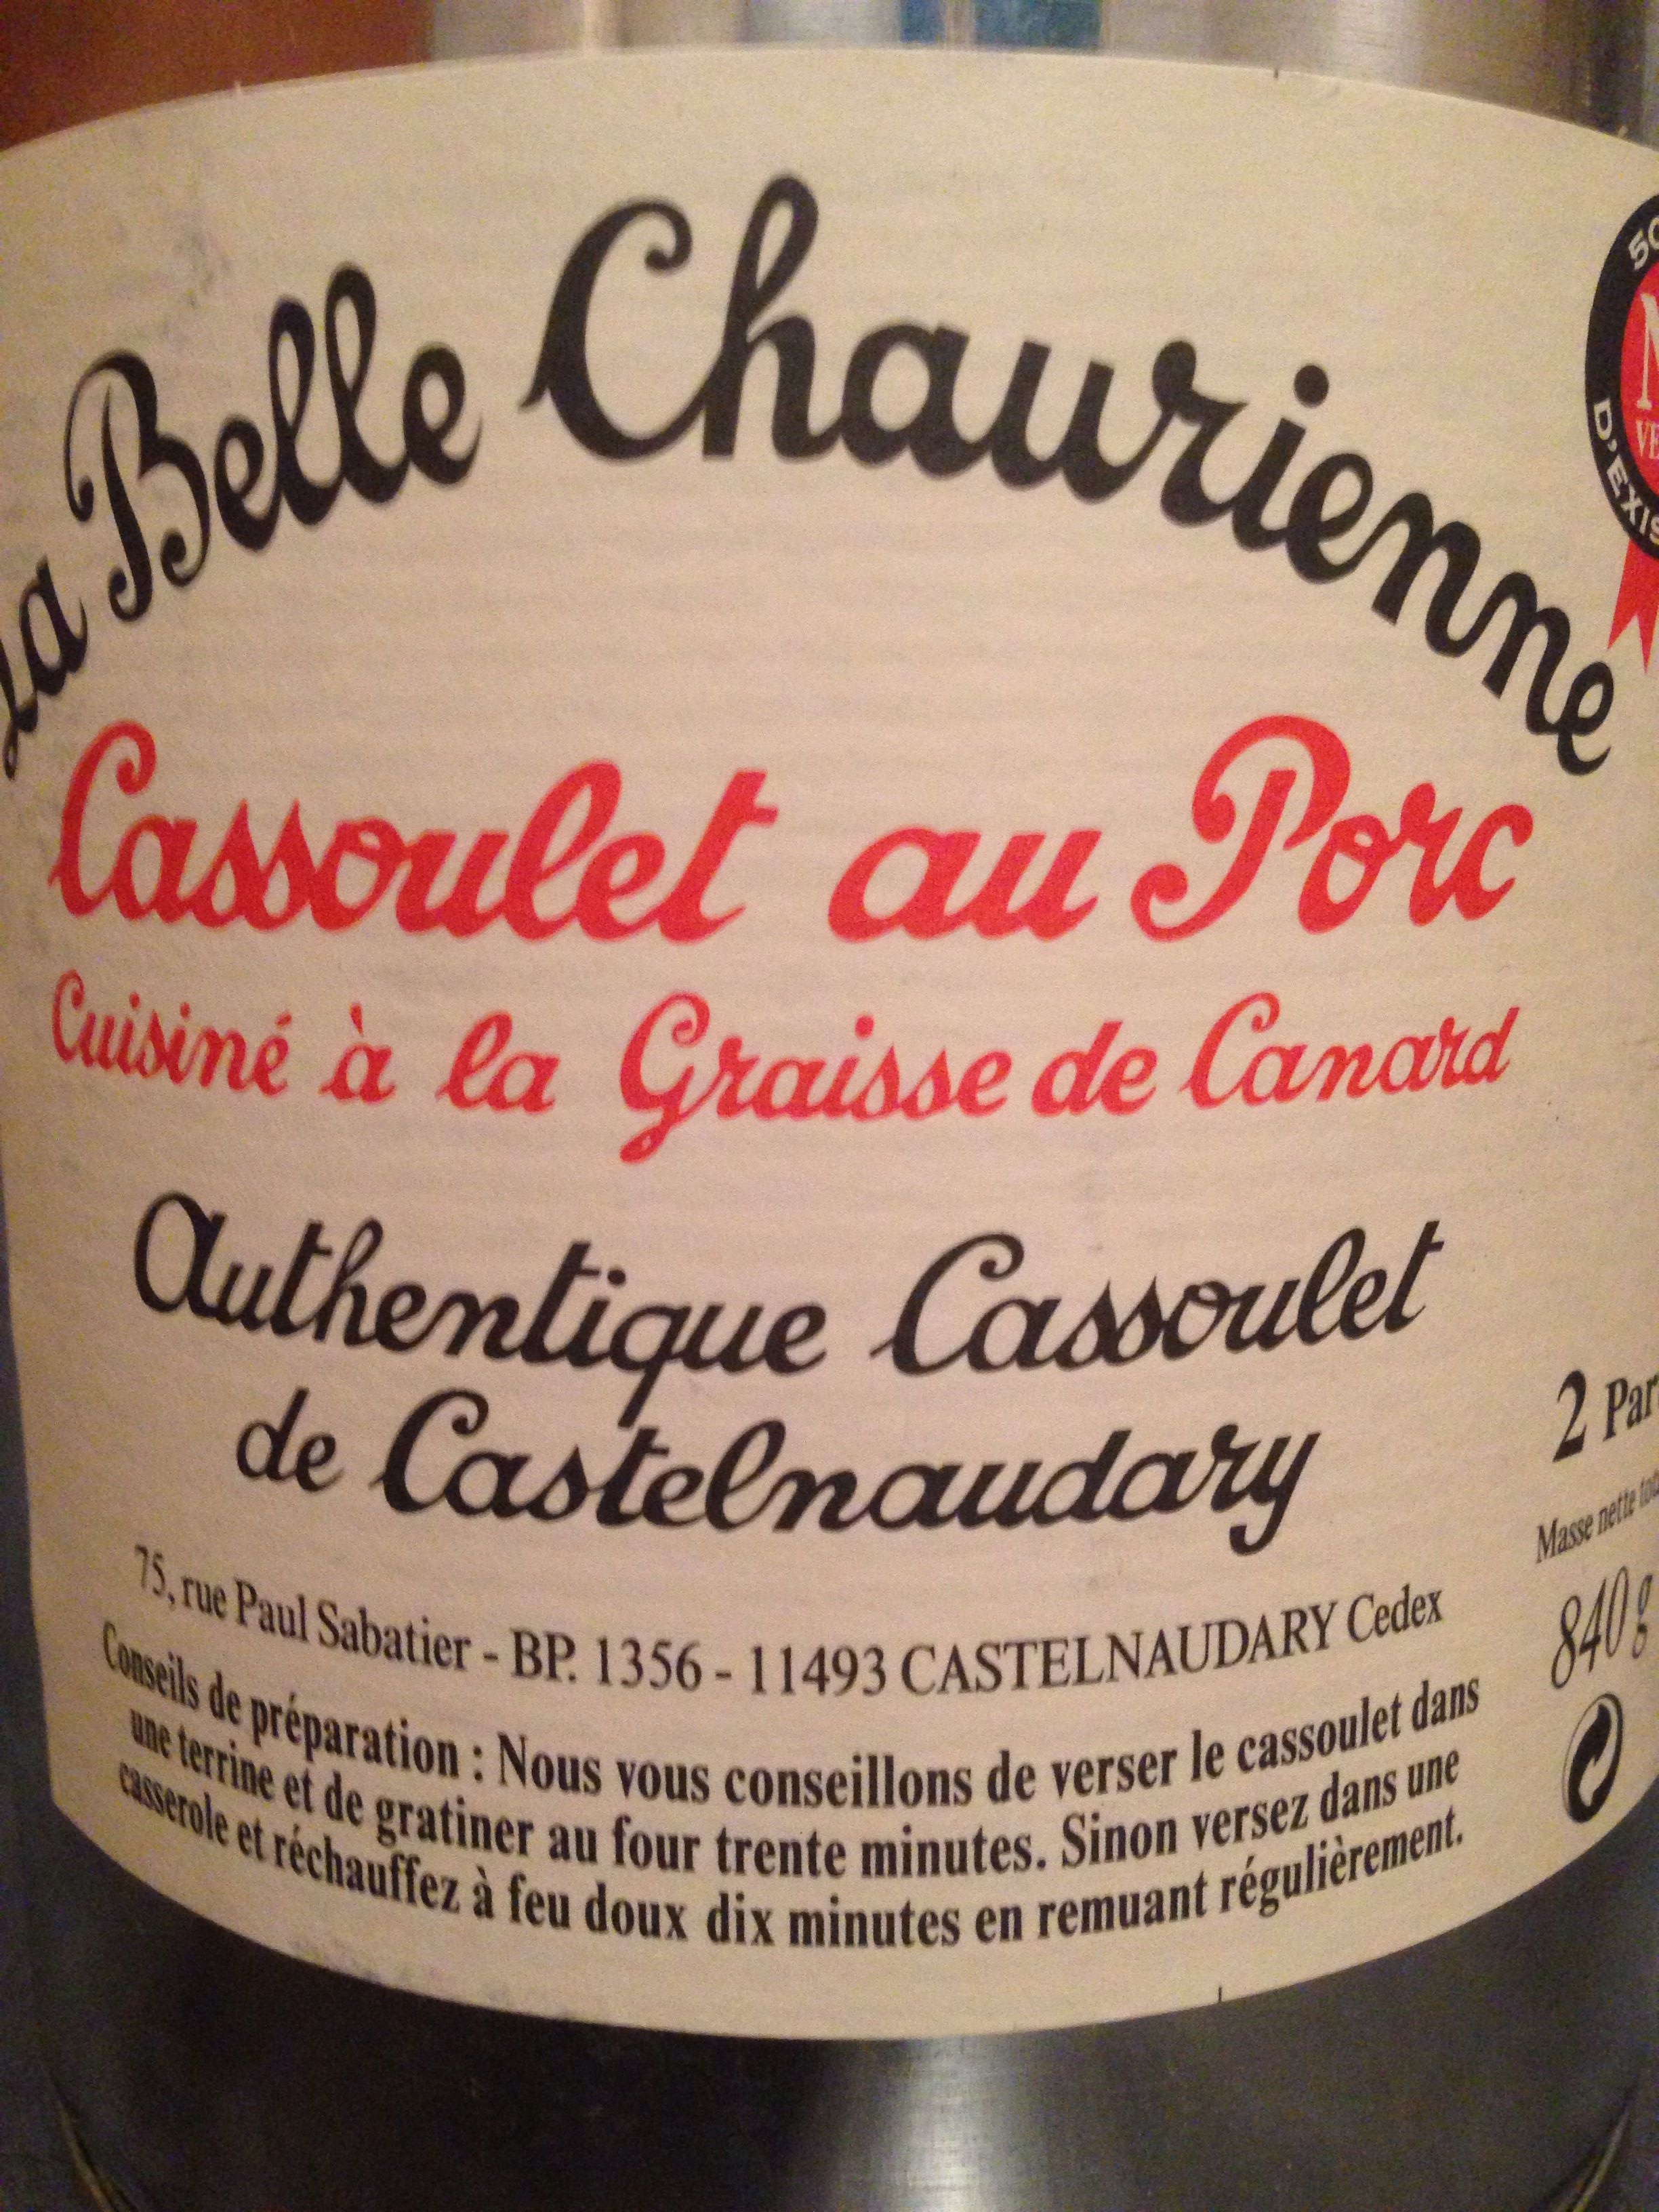 La Belle Chaurienne
Cassoulet au Porc
Cuisiné à la Graisse de Canard
Authentique Cassoulet
de Castelnaudary
75, rue Paul Sabatier - BP. 1356 - 11493 CASTELNAUDARY Cedex
Conseils de préparation : Nous vous conseillons de verser le cassoulet dans
une terrine et de gratiner au four trente minutes. Sinon versez dans une
casserole et réchauffez à feu doux dix minutes en remuant régulièrement.
2
Masse nette
840g